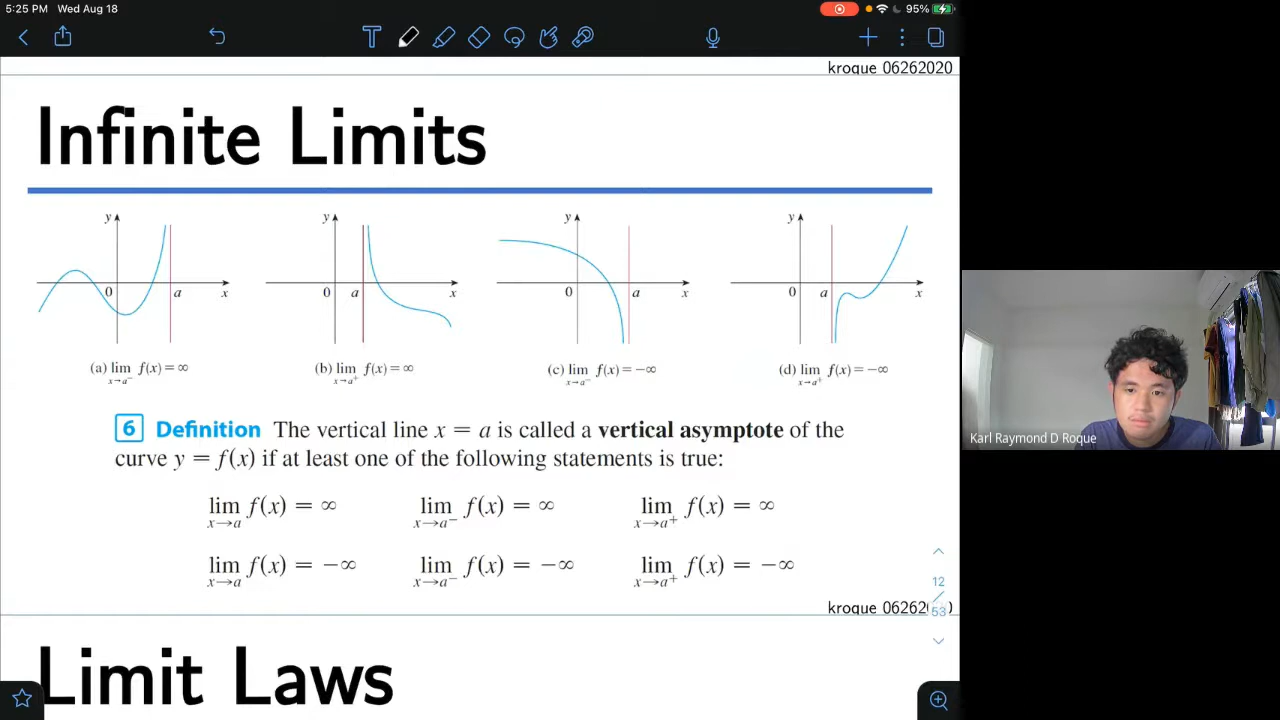 5:25 PM Wed Aug 18
95%
T
kroque 06262020
Infinite Limits
y
0
a
x
(a) lim f(x) = ∞
x→a⁻
y
0
a
x
(b) lim f(x) = ∞
x→a⁺
y
0
a
x
(c) lim f(x) = −∞
x→a⁻
y
0
a
x
(d) lim f(x) = −∞
x→a⁺
6 Definition The vertical line x = a is called a vertical asymptote of the
curve y = f(x) if at least one of the following statements is true:
lim f(x) = ∞ lim f(x) = ∞ lim f(x) = ∞
x→a x→a⁻ x→a⁺
lim f(x) = −∞ lim f(x) = −∞ lim f(x) = −∞
x→a x→a⁻ x→a⁺
12
/
53
Limit Laws
Karl Raymond D Roque